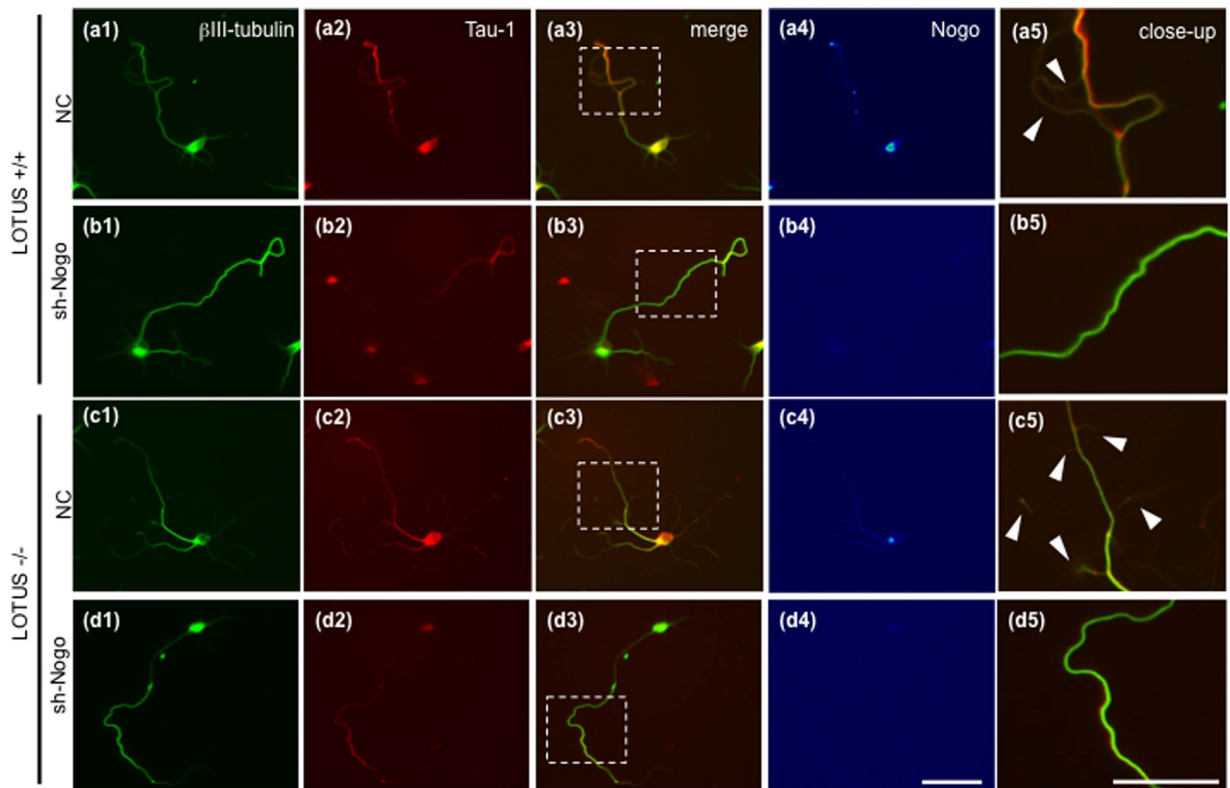 (a1) βIII-tubulin
(a2) Tau-1
(a3) merge
(a4) Nogo
(a5) close-up
(b1)
(b2)
(b3)
(b4)
(b5)
(c1)
(c2)
(c3)
(c4)
(c5)
(d1)
(d2)
(d3)
(d4)
(d5)
LOTUS +/+
NC
sh-Nogo
LOTUS -/-
NC
sh-Nogo